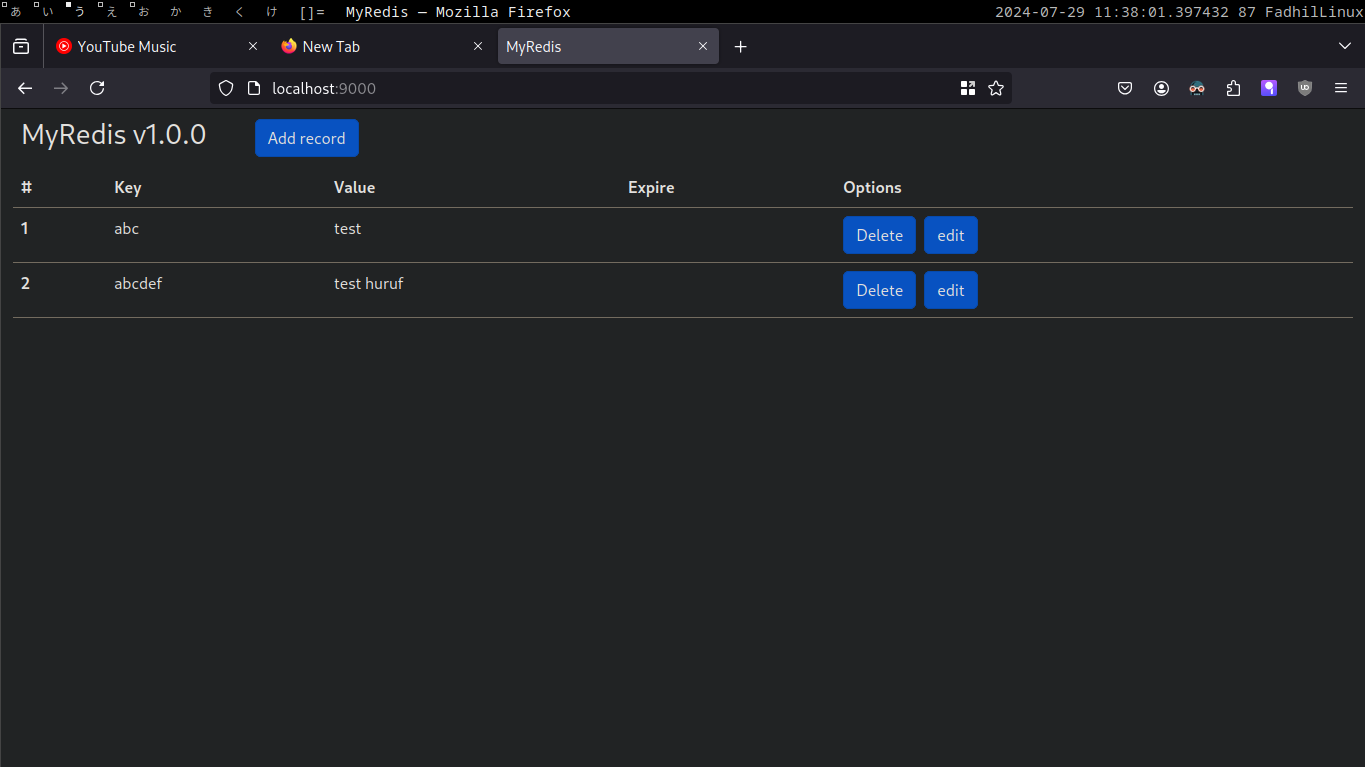 あ い う え お か き く け []= MyRedis — Mozilla Firefox 2024-07-29 11:38:01.397432 87 FadhilLinux
YouTube Music New Tab MyRedis
localhost:9000
MyRedis v1.0.0 Add record
# Key Value Expire Options
1 abc test Delete edit
2 abcdef test huruf Delete edit